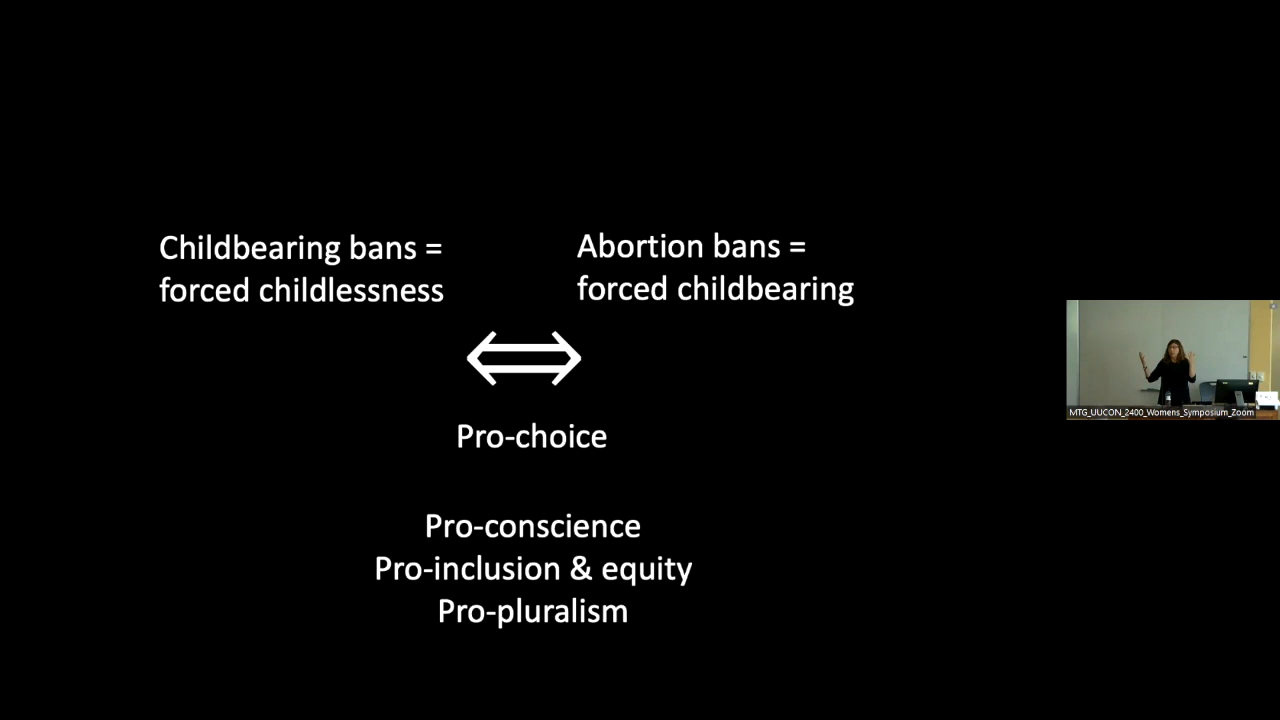 Childbearing bans =
forced childlessness
Abortion bans =
forced childbearing
Pro-choice
Pro-conscience
Pro-inclusion & equity
Pro-pluralism
MTG_UUCON_2400_Womens_Symposium_Zoom